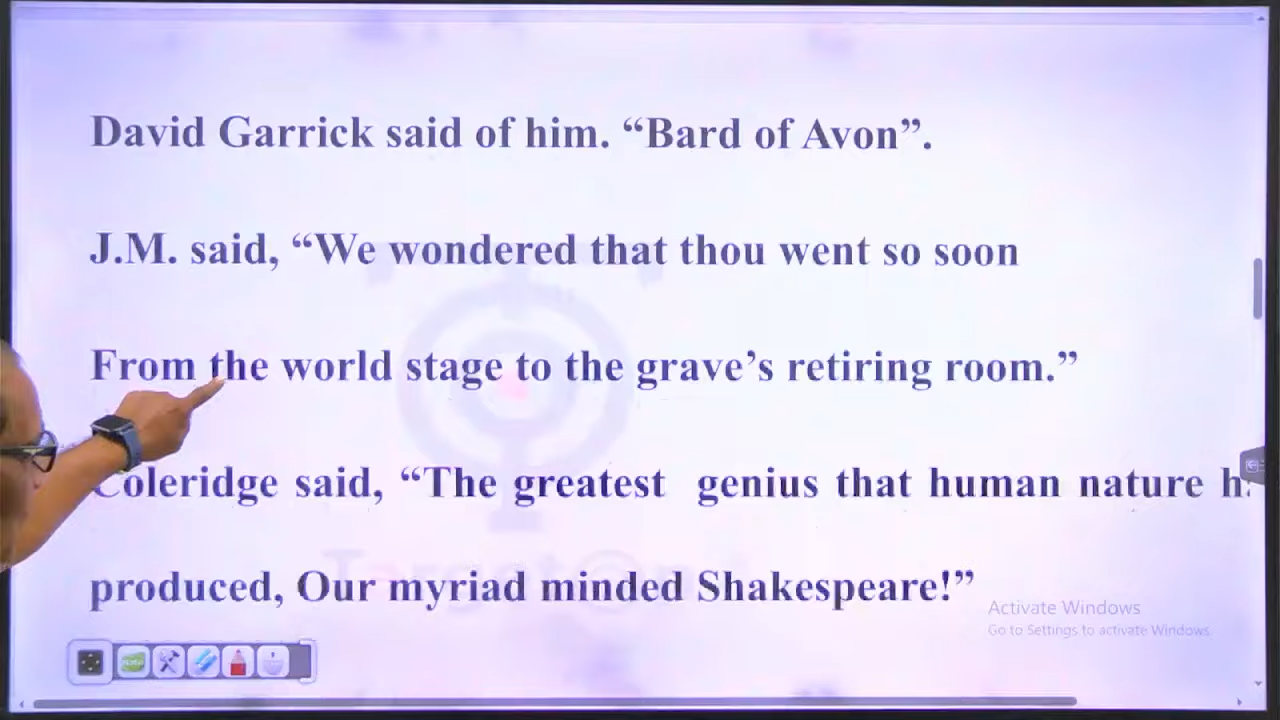 David Garrick said of him. “Bard of Avon”.
J.M. said, “We wondered that thou went so soon
From the world stage to the grave’s retiring room.”
Coleridge said, “The greatest genius that human nature
produced, Our myriad minded Shakespeare!”
Activate Windows
Go to Settings to activate Windows